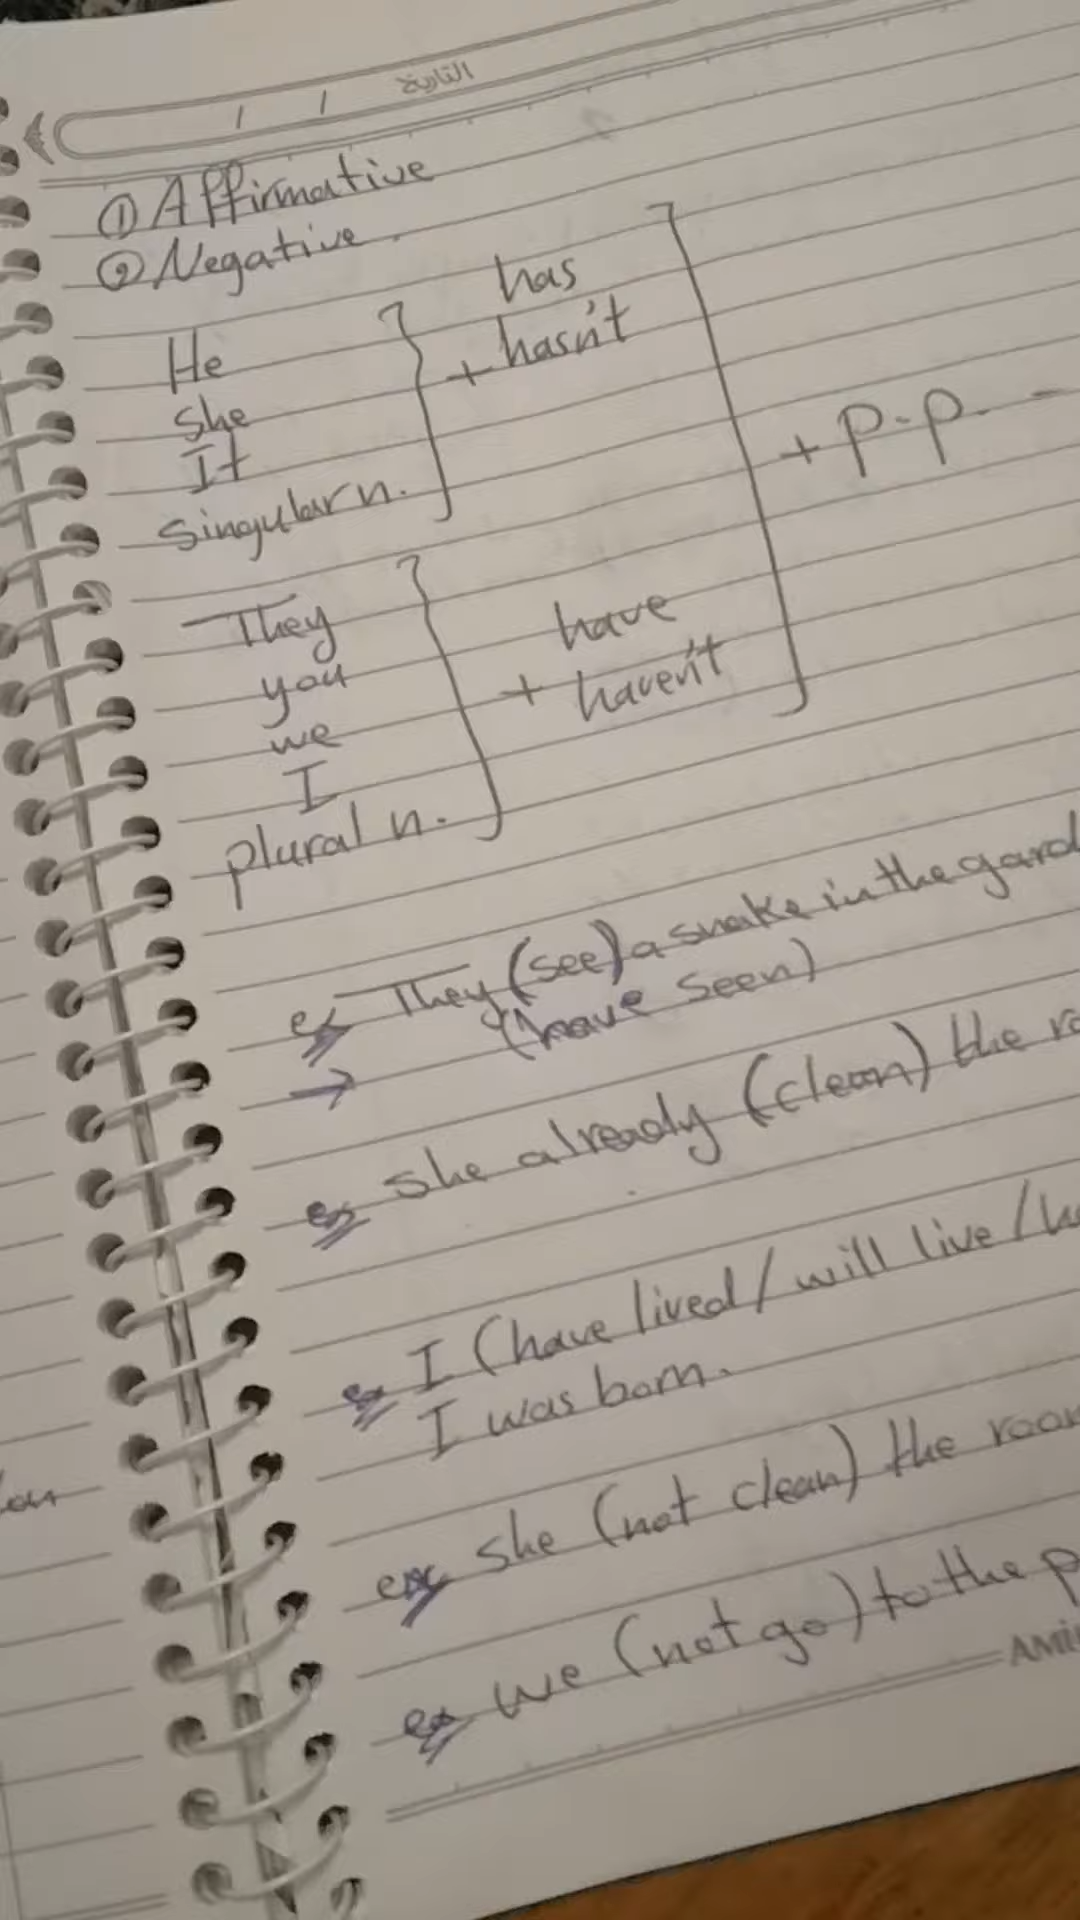 التاريخ / /
① Affirmative
② Negative.
has
He
+ hasn't
she
It
+ p.p.
singular n.
They
have
you
+ haven't
we
I
plural n.
ex They (see) a snake in the gard
→ (have seen)
ex she already (clean) the ro
ex I (have lived / will live /
I was born.
ex she (not clean) the room
ex we (not go) to the p